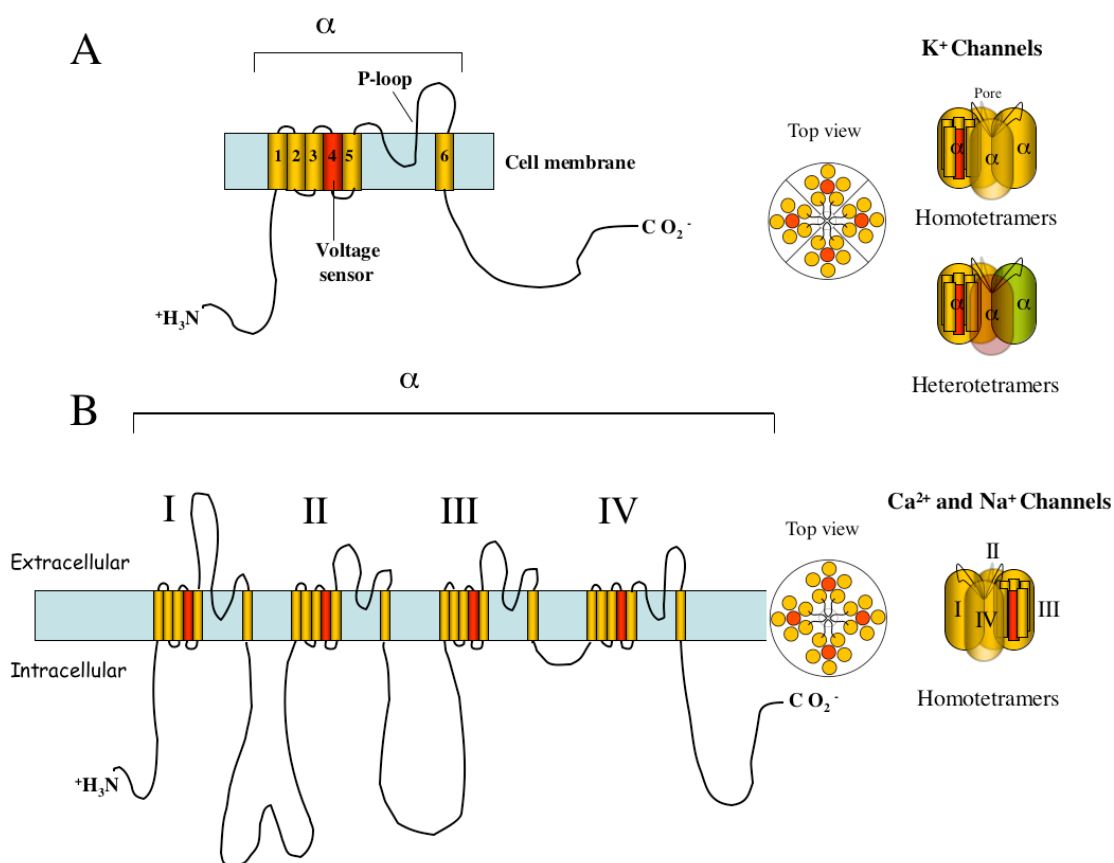 A
α
P-loop
1 2 3 4 5 6
Cell membrane
Voltage
sensor
C O₂⁻
⁺H₃N
Top view
K⁺ Channels
Pore
α α α
Homotetramers
α α α
Heterotetramers
B
α
I II III IV
Extracellular
Intracellular
⁺H₃N
C O₂⁻
Top view
Ca²⁺ and Na⁺ Channels
II
I IV III
Homotetramers